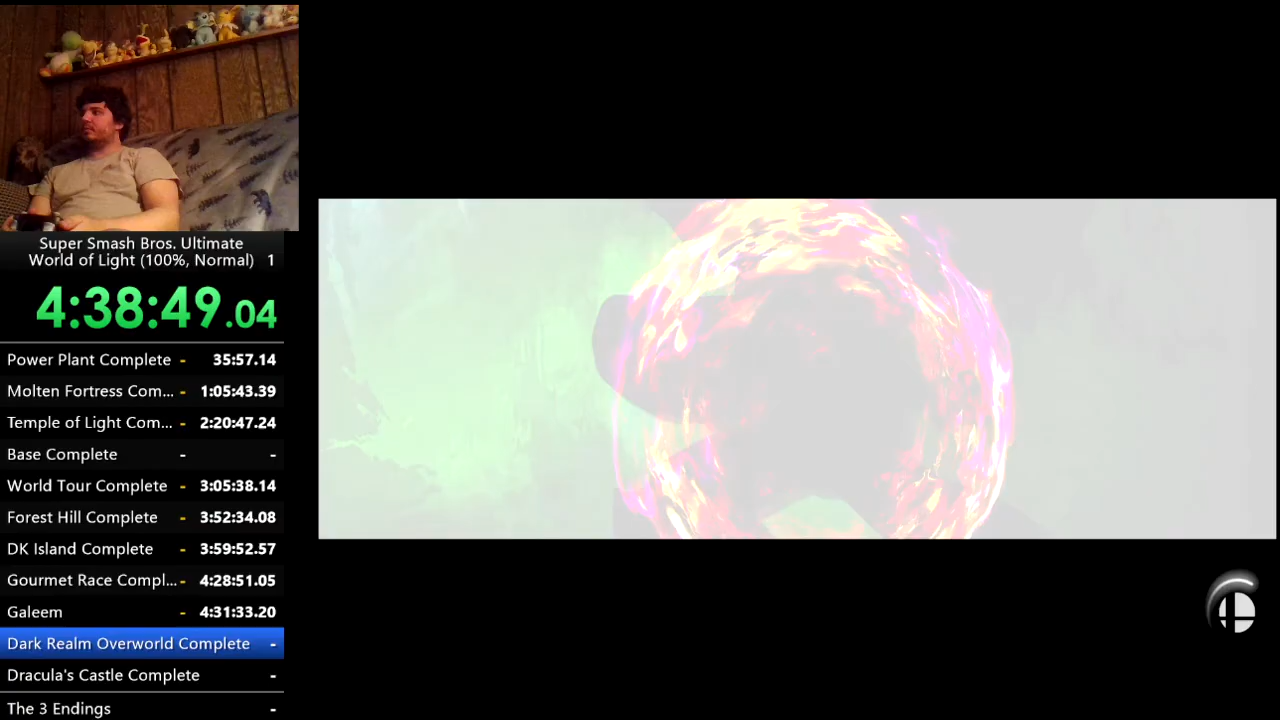 Super Smash Bros. Ultimate
World of Light (100%, Normal) 1
4:38:49.04
Power Plant Complete - 35:57.14
Molten Fortress Com... - 1:05:43.39
Temple of Light Com... - 2:20:47.24
Base Complete - -
World Tour Complete - 3:05:38.14
Forest Hill Complete - 3:52:34.08
DK Island Complete - 3:59:52.57
Gourmet Race Compl... - 4:28:51.05
Galeem - 4:31:33.20
Dark Realm Overworld Complete -
Dracula's Castle Complete -
The 3 Endings -